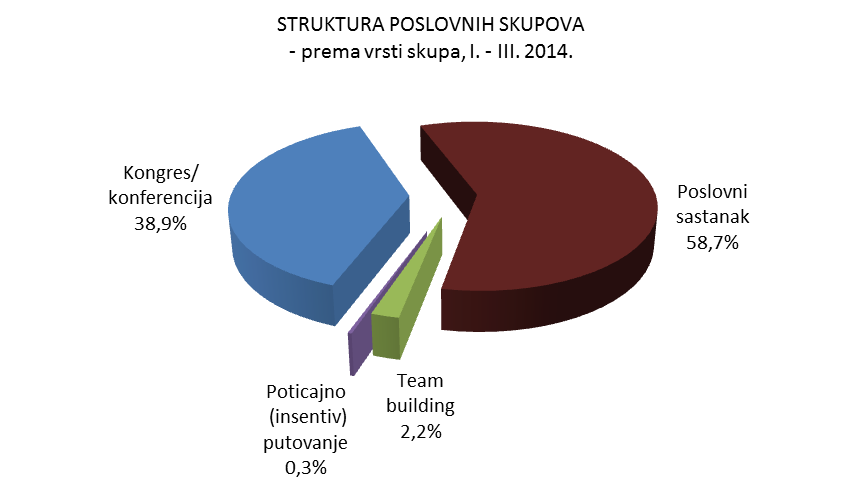 STRUKTURA POSLOVNIH SKUPOVA
- prema vrsti skupa, I. - III. 2014.
Kongres/
konferencija
38,9%
Poslovni
sastanak
58,7%
Team
building
2,2%
Poticajno
(insentiv)
putovanje
0,3%